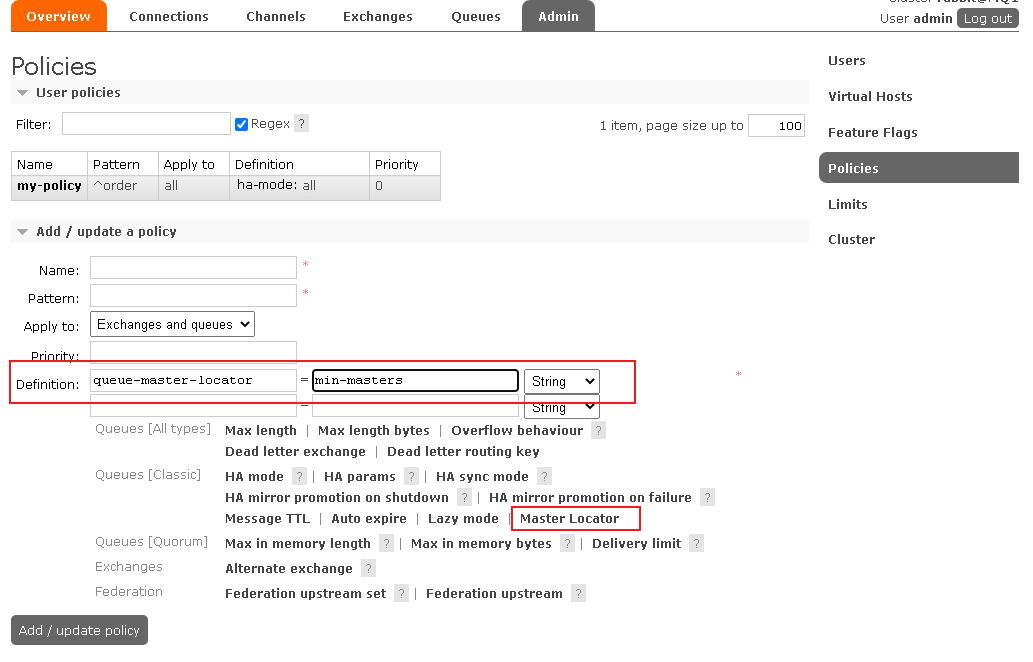 Overview Connections Channels Exchanges Queues Admin
User admin Log out
Policies
User policies
Filter: Regex ? 1 item, page size up to 100
Name Pattern Apply to Definition Priority
my-policy ^order all ha-mode: all 0
Add / update a policy
Name: *
Pattern: *
Apply to: Exchanges and queues
Priority:
Definition: queue-master-locator = min-masters String *
= String
Queues [All types] Max length | Max length bytes | Overflow behaviour ?
Dead letter exchange | Dead letter routing key
Queues [Classic] HA mode ? | HA params ? | HA sync mode ?
HA mirror promotion on shutdown ? | HA mirror promotion on failure ?
Message TTL | Auto expire | Lazy mode | Master Locator
Queues [Quorum] Max in memory length ? | Max in memory bytes ? | Delivery limit ?
Exchanges Alternate exchange ?
Federation Federation upstream set ? | Federation upstream ?
Add / update policy
Users
Virtual Hosts
Feature Flags
Policies
Limits
Cluster